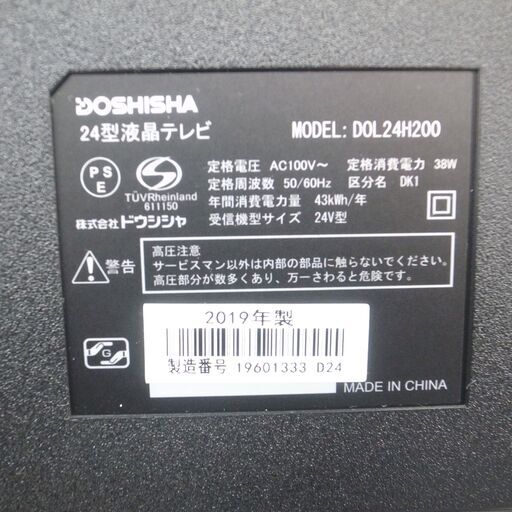 DOSHISHA
24型液晶テレビ MODEL: DOL24H200
PS
E
TÜVRheinland
611150
株式会社ドウシシャ
定格電圧 AC100V～ 定格消費電力 38W
定格周波数 50/60Hz 区分名 DK1
年間消費電力量 43kWh/年
受信機型サイズ 24V型
警告
高圧注意
サービスマン以外は内部の部品に触らないでください。
高圧部分が数多くあり、万一さわると危険です。
G
2019年製
製造番号 19601333 D24
MADE IN CHINA